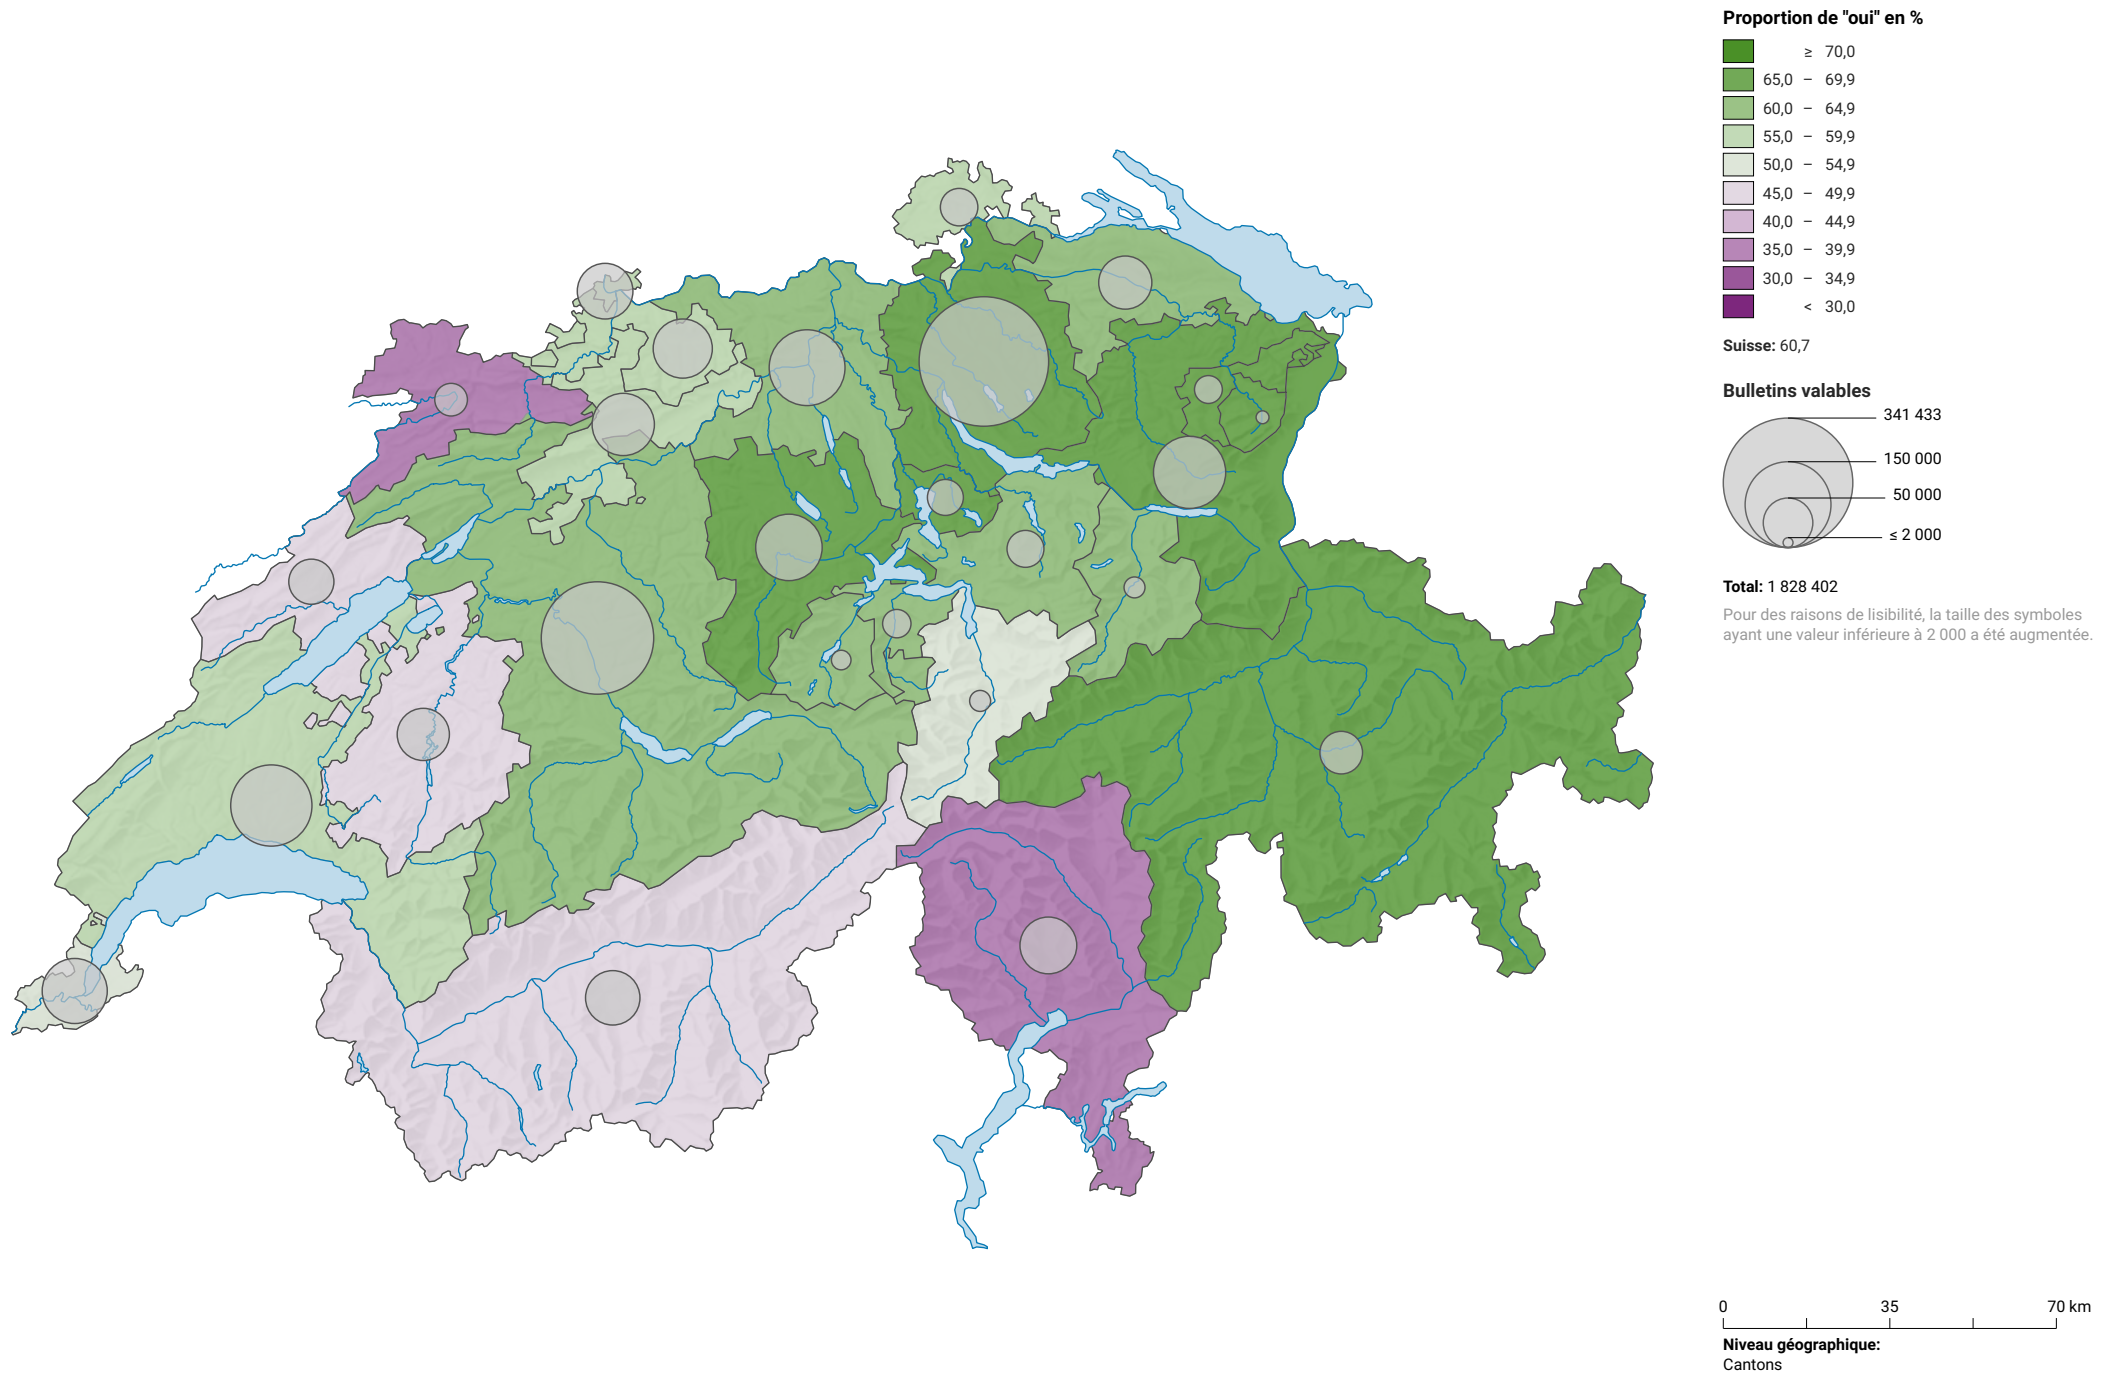 Proportion de "oui" en %
≥ 70,0
65,0 – 69,9
60,0 – 64,9
55,0 – 59,9
50,0 – 54,9
45,0 – 49,9
40,0 – 44,9
35,0 – 39,9
30,0 – 34,9
< 30,0
Suisse: 60,7
Bulletins valables
341 433
150 000
50 000
≤ 2 000
Total: 1 828 402
Pour des raisons de lisibilité, la taille des symboles
ayant une valeur inférieure à 2 000 a été augmentée.
0 35 70 km
Niveau géographique:
Cantons